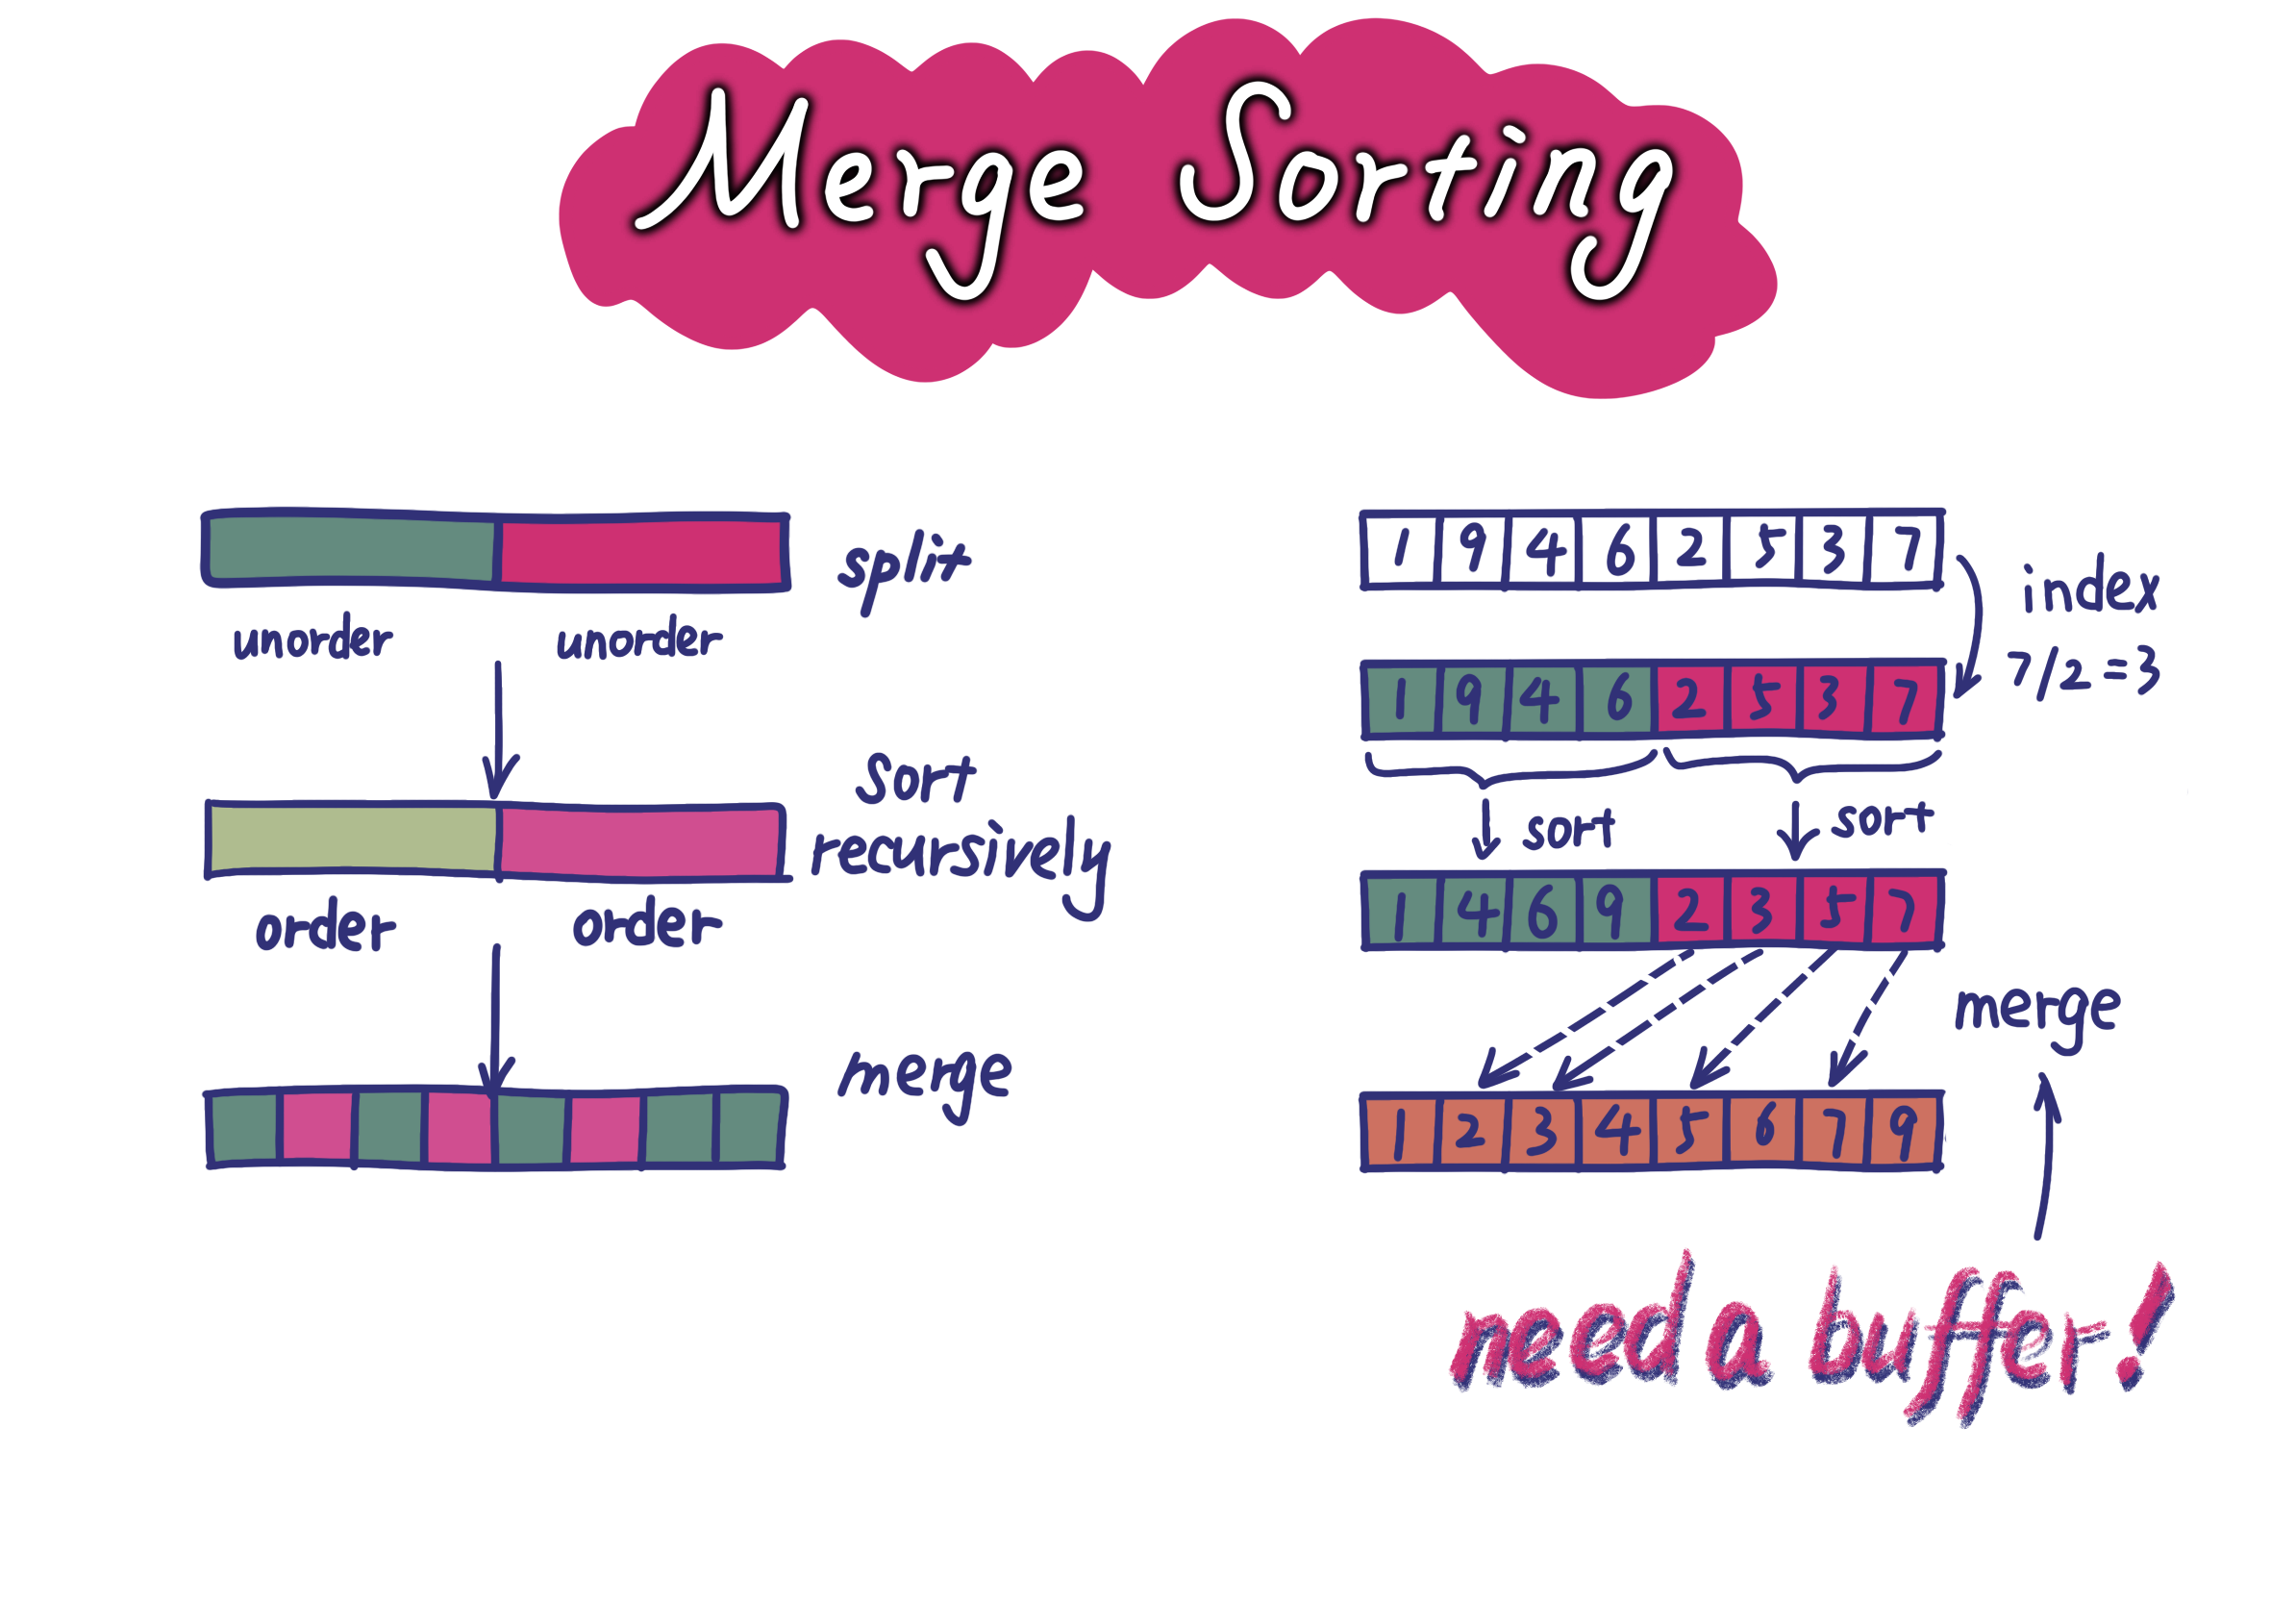 Merge Sorting
split
unorder unorder
sort
recursively
order order
merge
1 9 4 6 2 5 3 7
index
7/2=3
1 9 4 6 2 5 3 7
sort sort
1 4 6 9 2 3 5 7
merge
1 2 3 4 5 6 7 9
need a buffer!